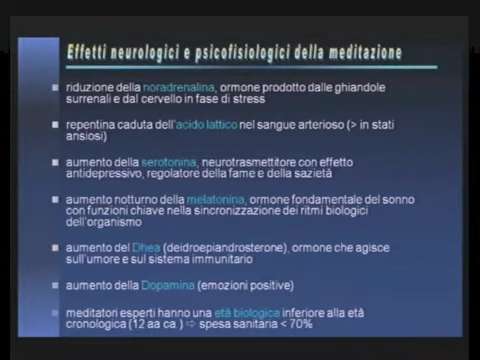 Effetti neurologici e psicofisiologici della meditazione
riduzione della noradrenalina, ormone prodotto dalle ghiandole
surrenali e dal cervello in fase di stress
repentina caduta dell'acido lattico nel sangue arterioso (> in stati
ansiosi)
aumento della serotonina, neurotrasmettitore con effetto
antidepressivo, regolatore della fame e della sazietà
aumento notturno della melatonina, ormone fondamentale del sonno
con funzioni chiave nella sincronizzazione dei ritmi biologici
dell'organismo
aumento del Dhea (deidroepiandrosterone), ormone che agisce
sull'umore e sul sistema immunitario
aumento della Dopamina (emozioni positive)
meditatori esperti hanno una età biologica inferiore alla età
cronologica (12 aa ca.) ⇨ spesa sanitaria < 70%